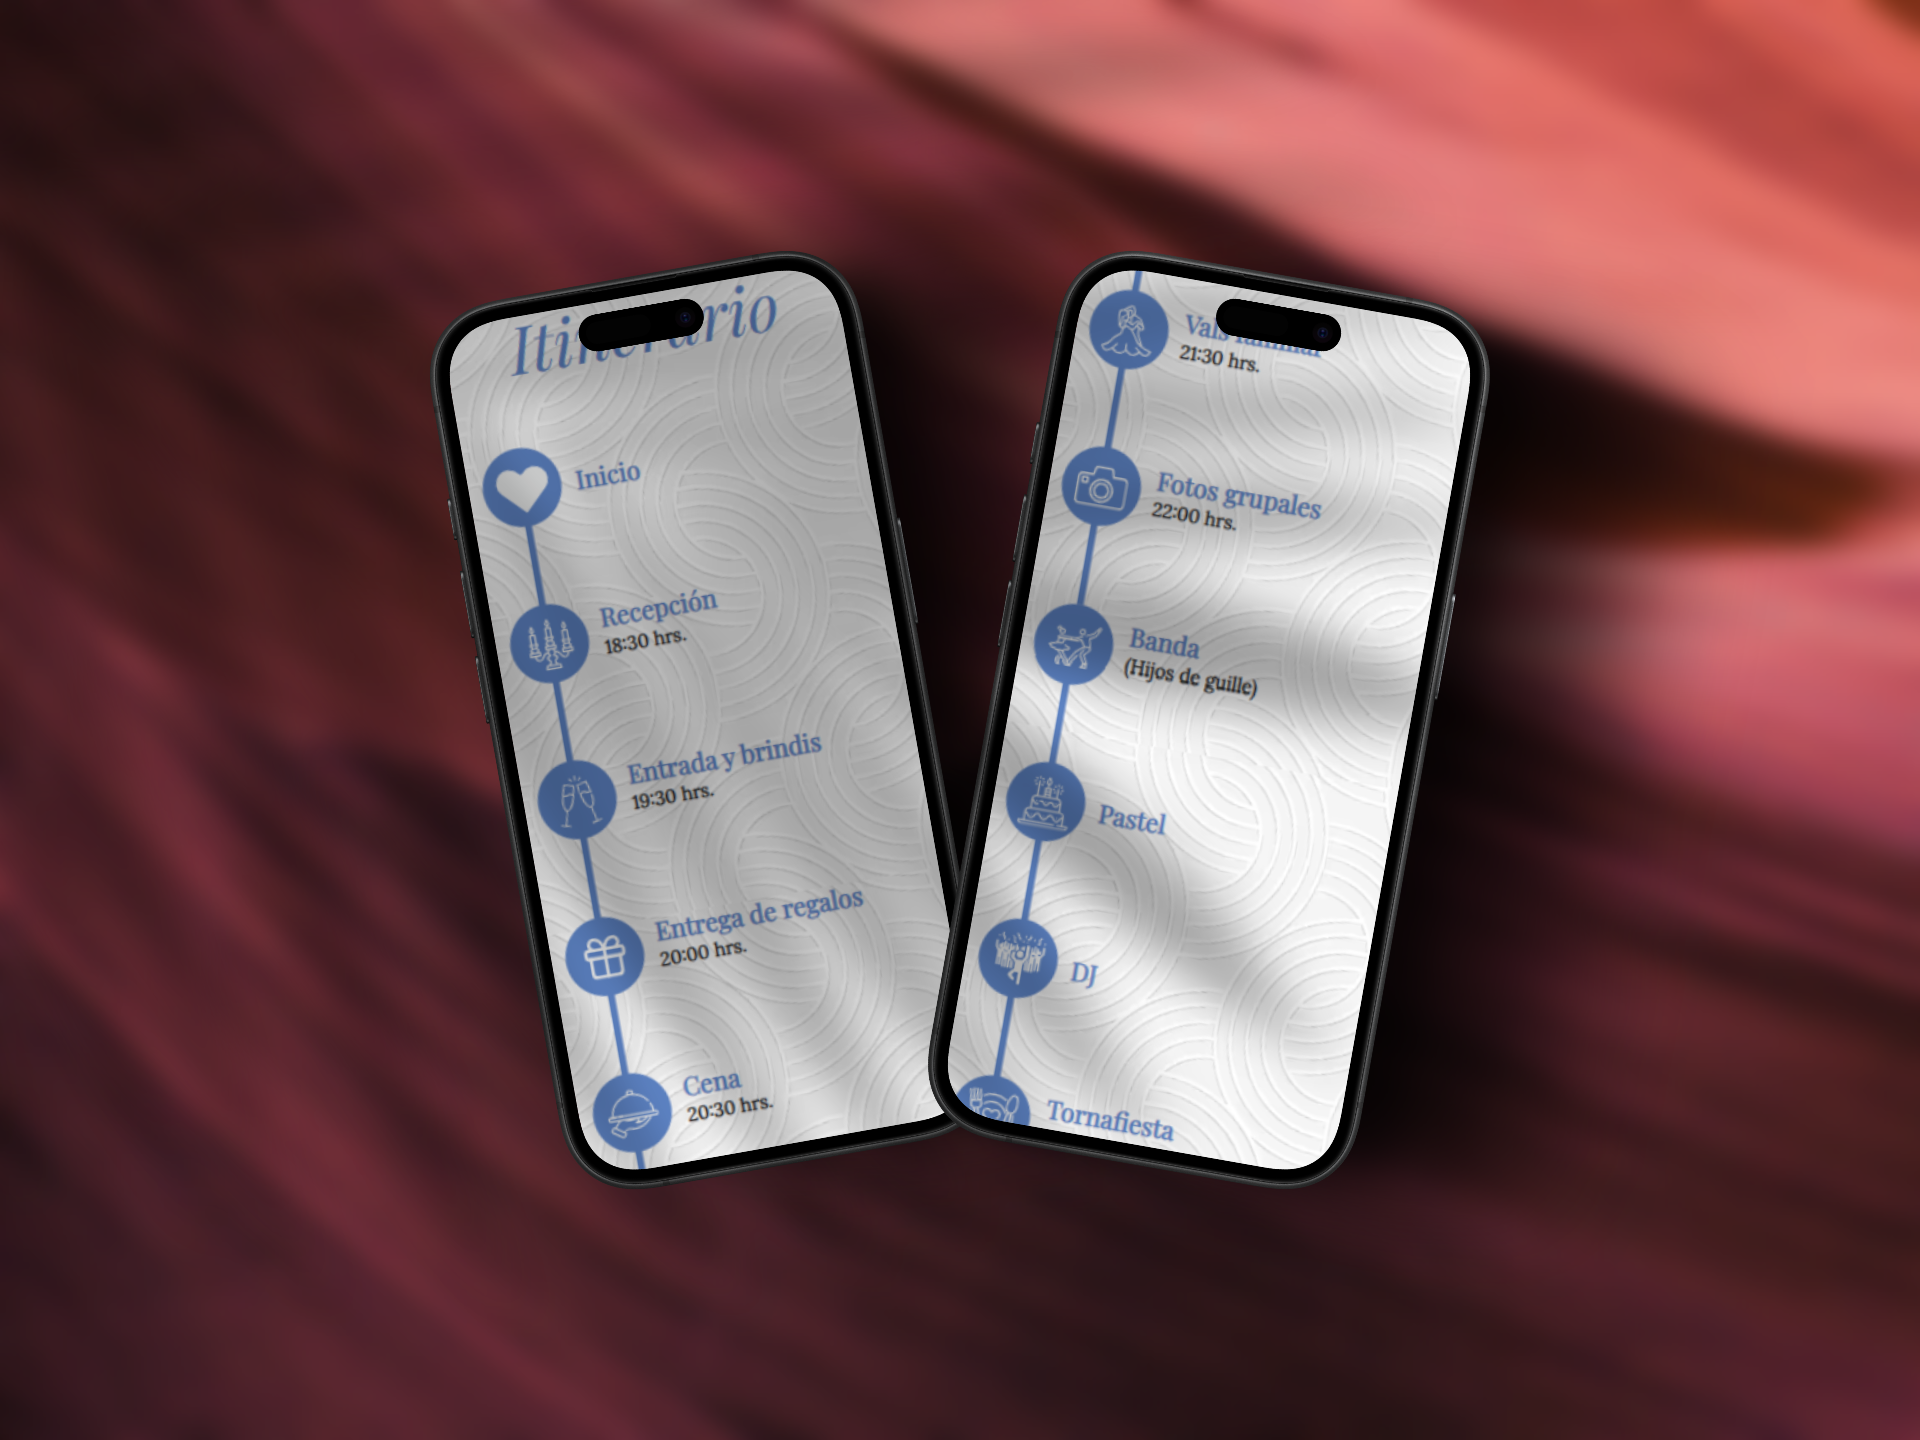 Itinerario
Inicio
Recepción
18:30 hrs.
Entrada y brindis
19:30 hrs.
Entrega de regalos
20:00 hrs.
Cena
20:30 hrs.
Vals familiar
21:30 hrs.
Fotos grupales
22:00 hrs.
Banda
(Hijos de guille)
Pastel
DJ
Tornafiesta